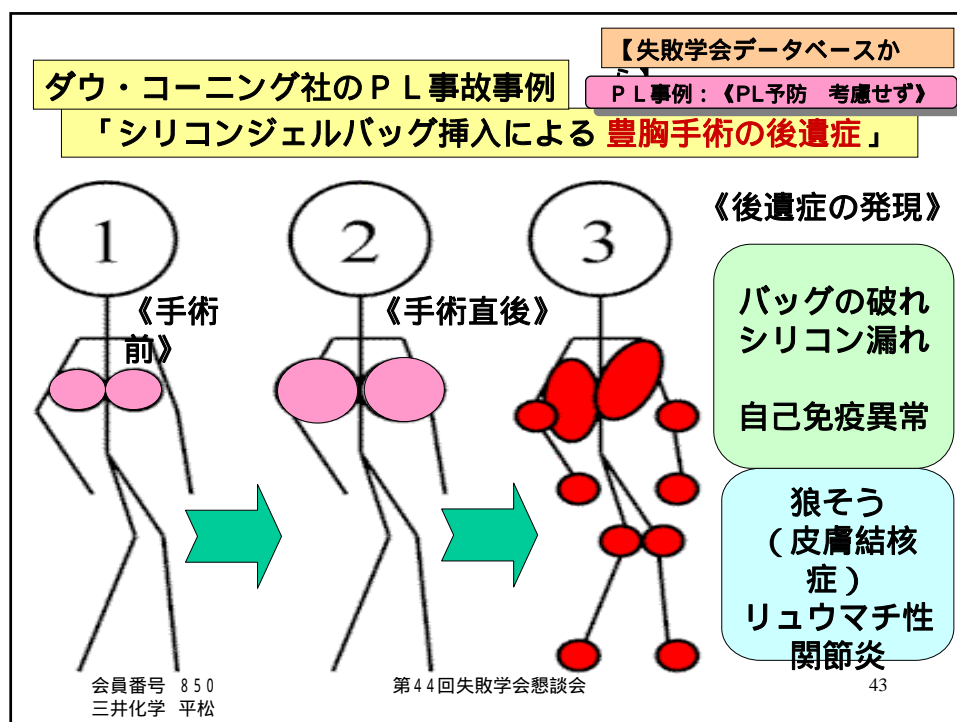 【失敗学会データベースか
ダウ・コーニング社のＰＬ事故事例
ＰＬ事例：《PL予防　考慮せず》
「シリコンジェルバッグ挿入による 豊胸手術の後遺症」
1
2
3
《後遺症の発現》
《手術
前》
《手術直後》
バッグの破れ
シリコン漏れ
自己免疫異常
狼そう
（皮膚結核
症）
リュウマチ性
関節炎
会員番号 ８５０
三井化学 平松
第４４回失敗学会懇談会
43